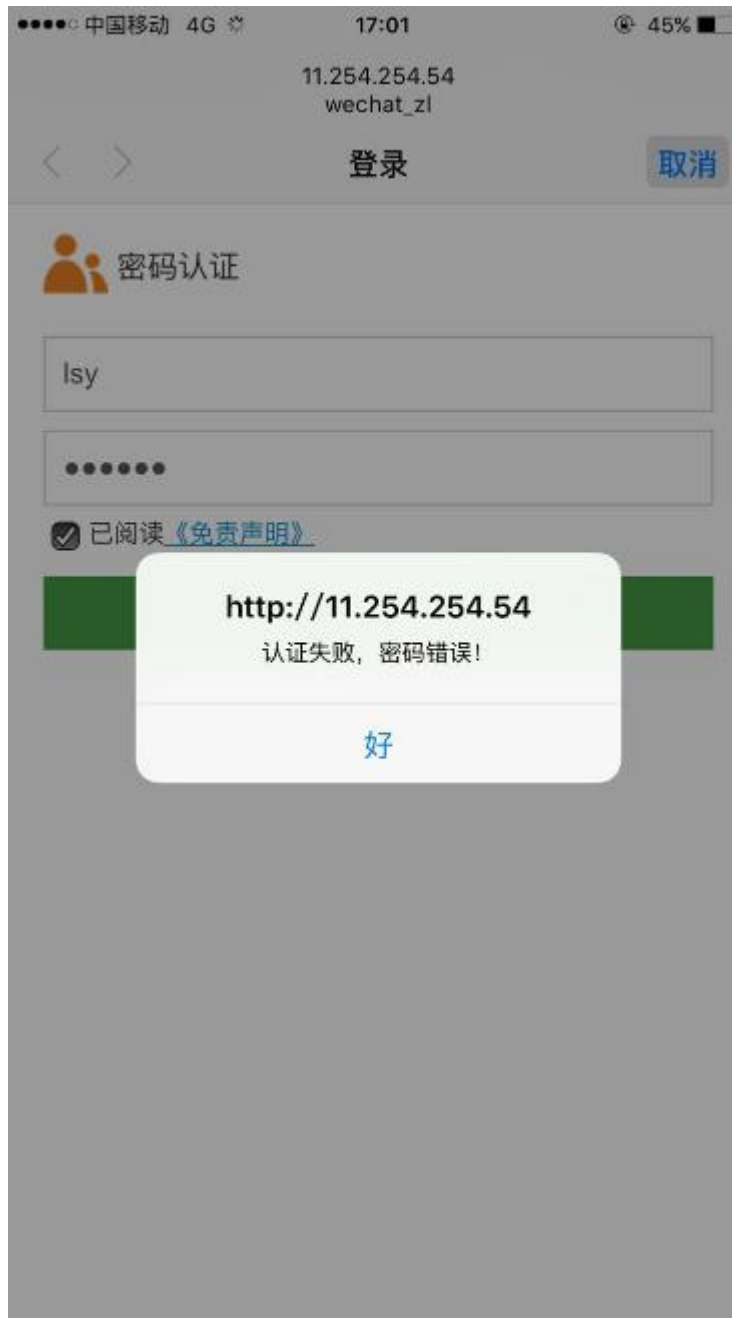 中国移动 4G 17:01 45%
11.254.254.54
wechat_zl
登录 取消
密码认证
lsy
••••••
已阅读《免责声明》
http://11.254.254.54
认证失败，密码错误!
好